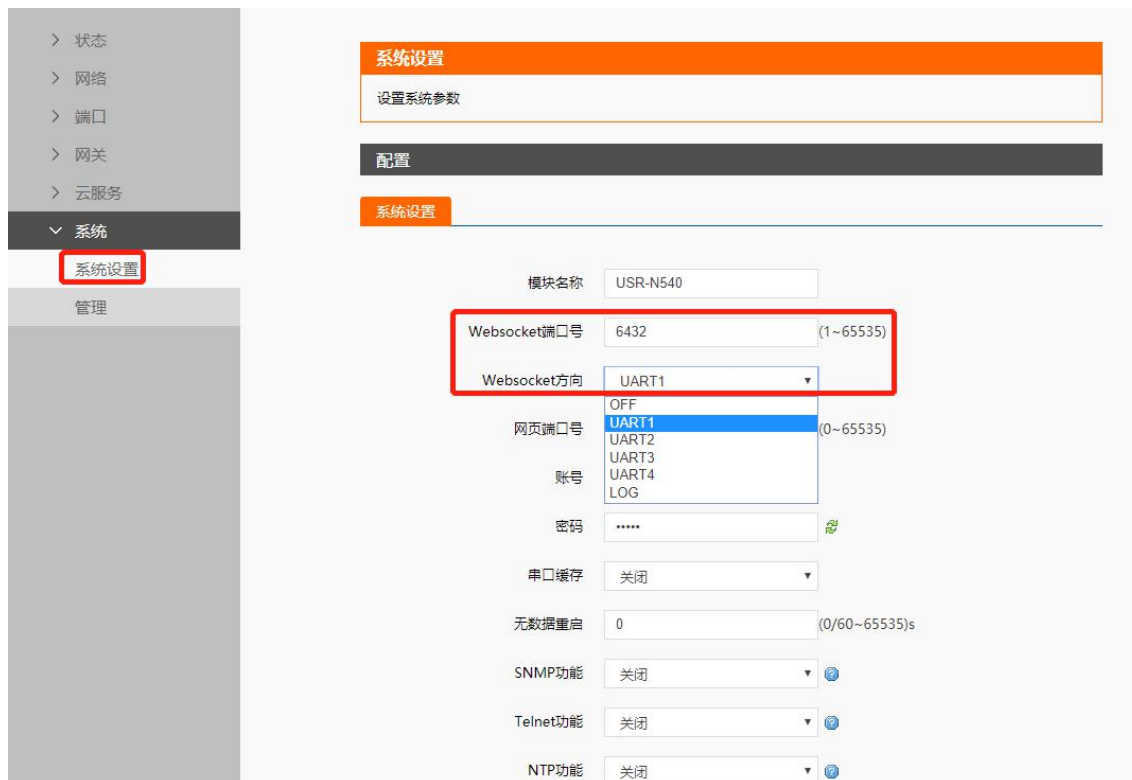 状态
网络
端口
网关
云服务
系统
系统设置
管理
系统设置
设置系统参数
配置
系统设置
模块名称 USR-N540
Websocket端口号 6432 (1~65535)
Websocket方向 UART1
OFF
UART1
网页端口号 (0~65535)
UART2
UART3
账号 UART4
LOG
密码 •••••
串口缓存 关闭
无数据重启 0 (0/60~65535)s
SNMP功能 关闭
Telnet功能 关闭
NTP功能 关闭